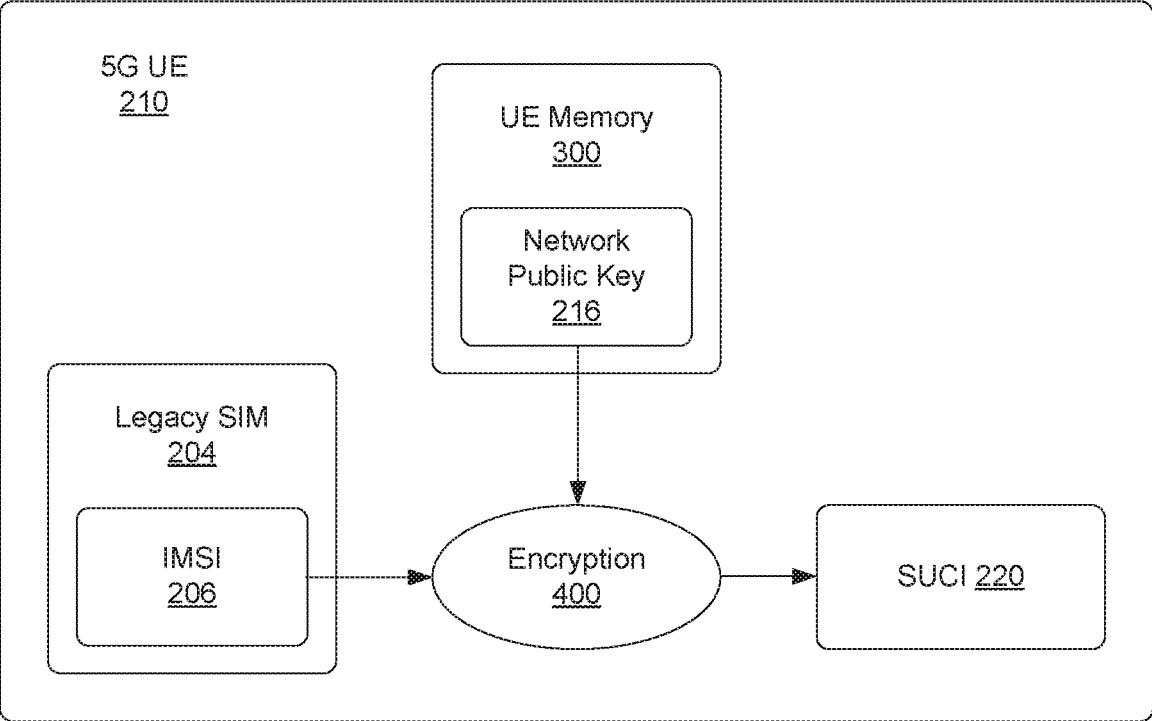 5G UE
210
UE Memory
300
Network
Public Key
216
Legacy SIM
204
IMSI
206
Encryption
400
SUCI 220